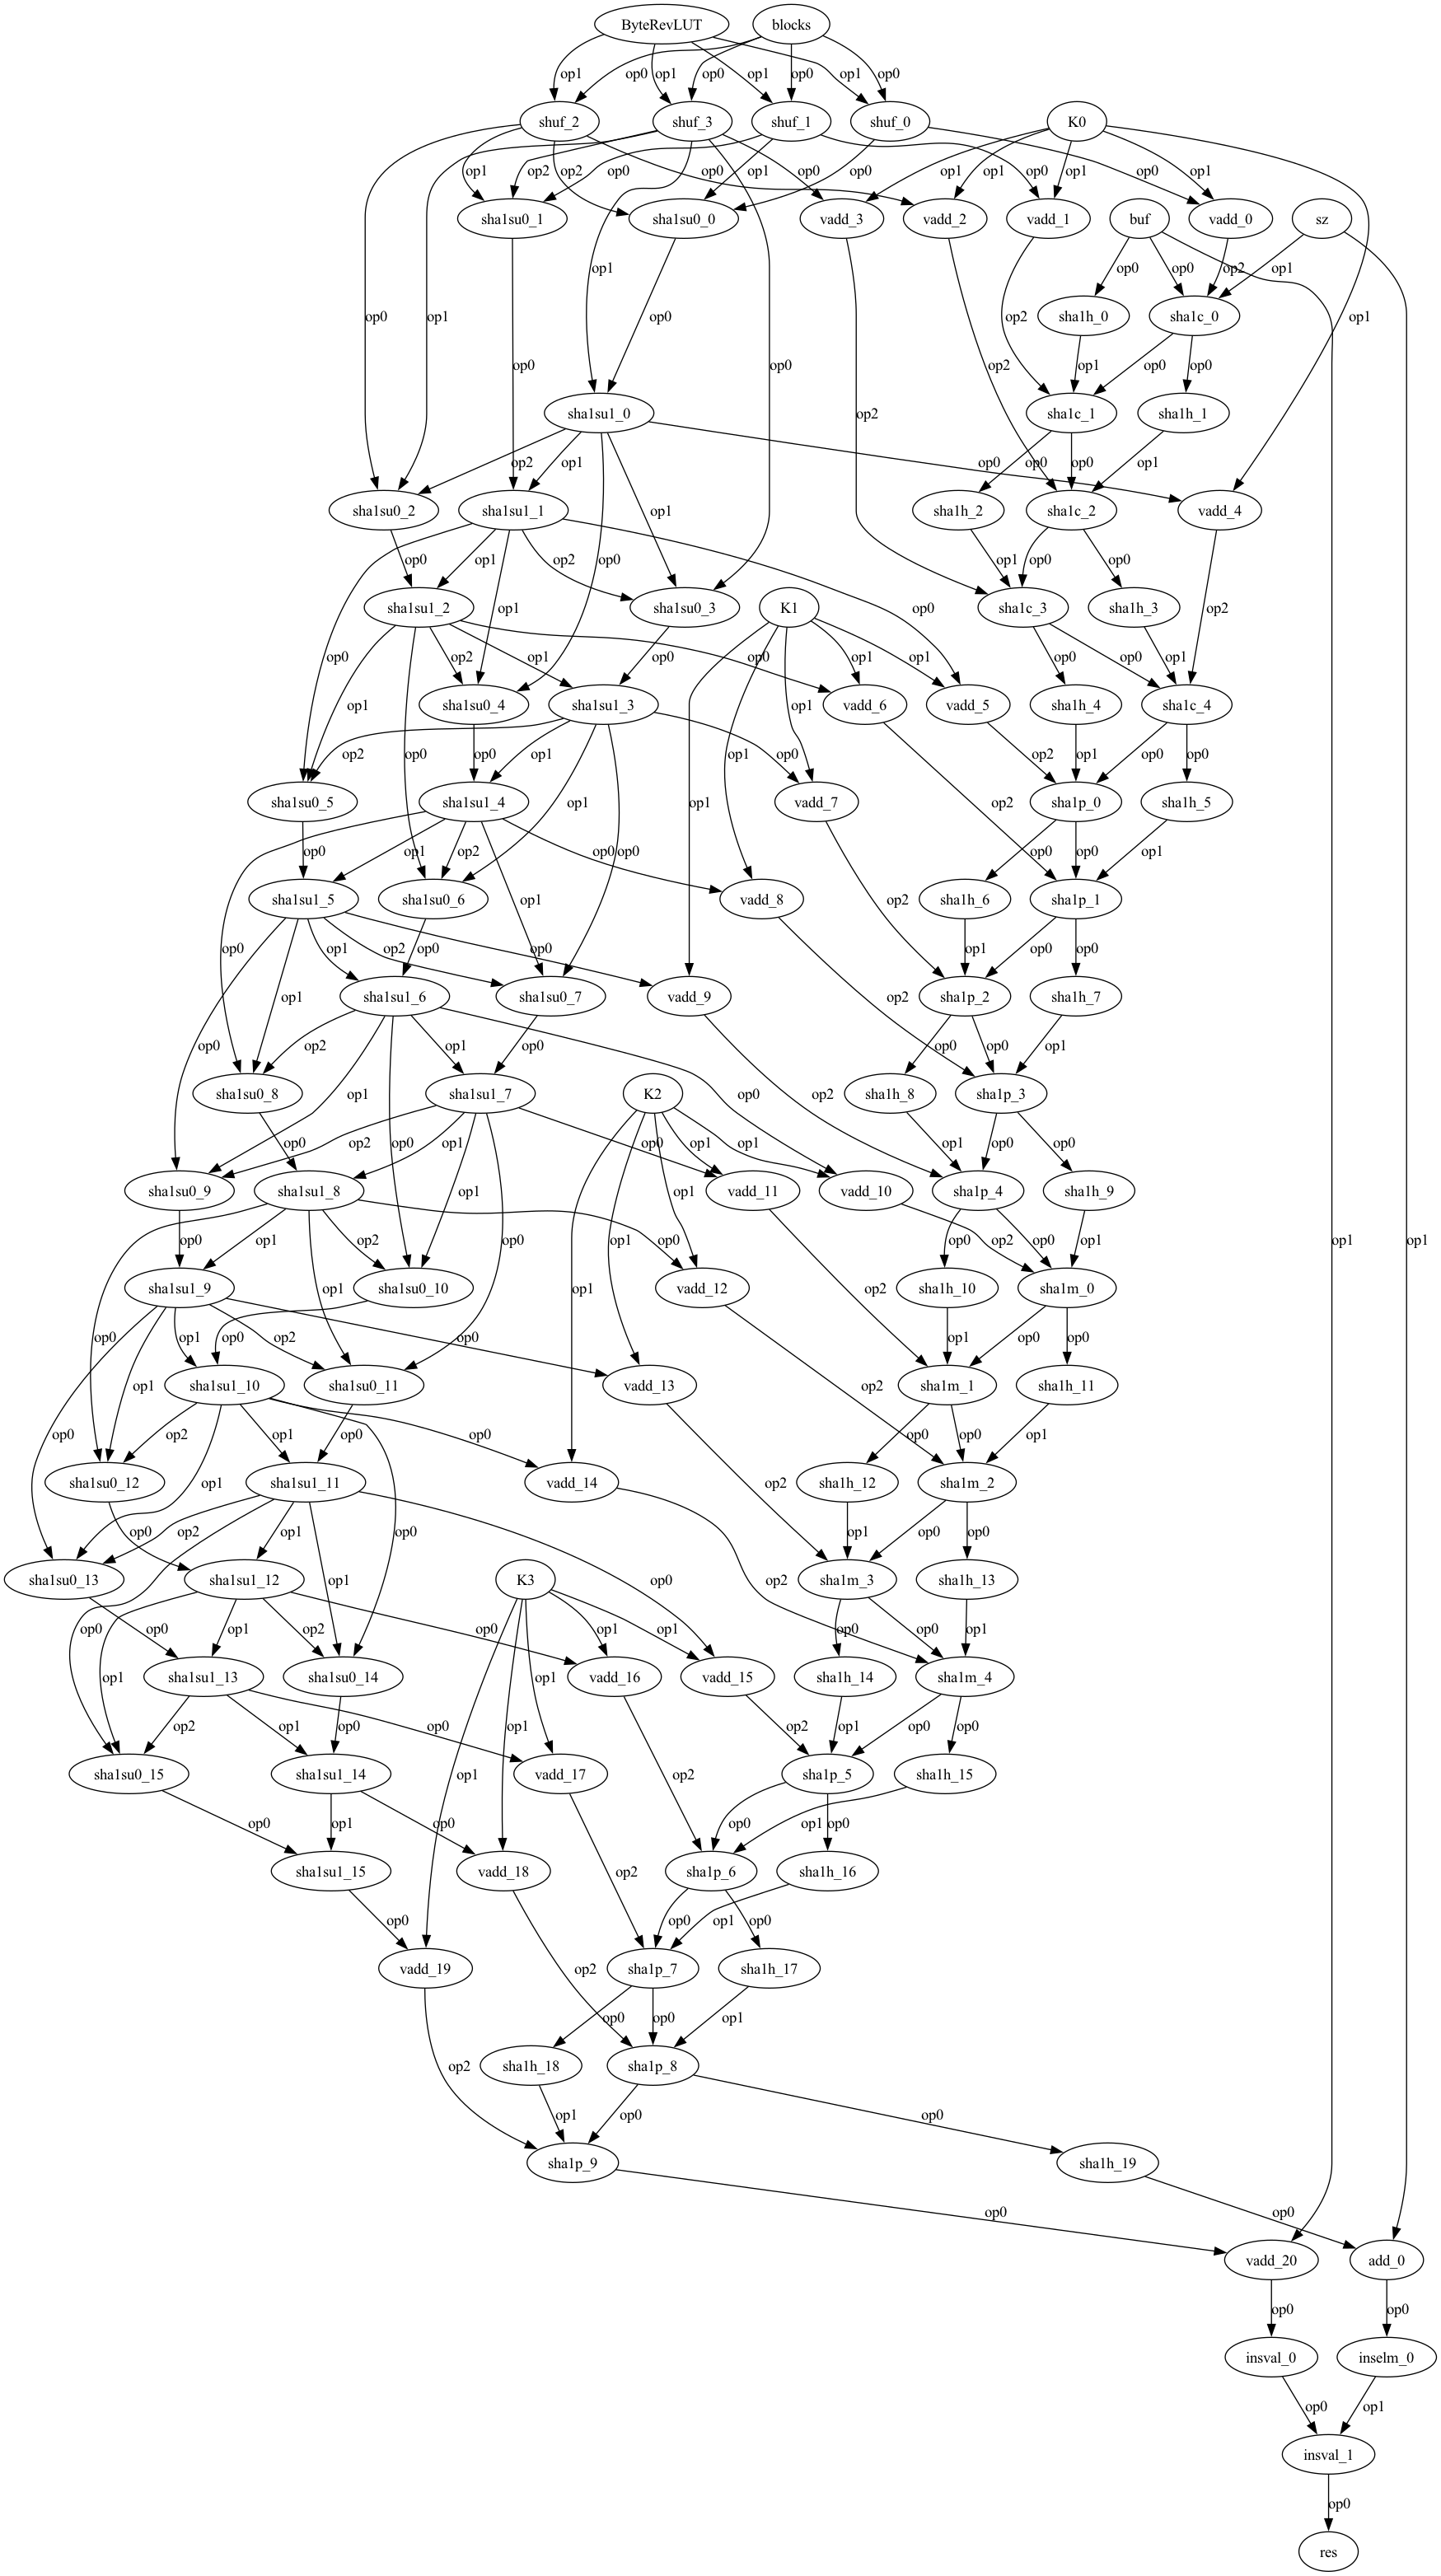 ByteRevLUT blocks
op1 op0 op1 op0 op1 op0 op1 op0
shuf_2 shuf_3 shuf_1 shuf_0 K0
op1 op2 op2 op0 op1 op0 op0 op1 op0 op1 op0 op1
sha1su0_1 sha1su0_0 vadd_3 vadd_2 vadd_1 buf vadd_0 sz
op1 op0 op0 op2 op1
op0 op1 op0 op2 sha1h_0 sha1c_0 op1
op0 op0 op2 op1 op0 op0
sha1su1_0 op2 sha1c_1 sha1h_1
op2 op1 op0 op0 op0 op1
sha1su0_2 sha1su1_1 op1 sha1h_2 sha1c_2 vadd_4
op0 op1 op2 op0 op1 op0 op0
sha1su1_2 op1 sha1su0_3 K1 op0 sha1c_3 sha1h_3 op2
op0 op2 op1 op0 op0 op1 op1 op0 op0 op1
op1 sha1su0_4 sha1su1_3 vadd_6 vadd_5 sha1h_4 sha1c_4
op2 op0 op0 op1 op1 op0 op1 op2 op1 op0 op0
sha1su0_5 sha1su1_4 op1 op1 vadd_7 op2 sha1p_0 sha1h_5
op0 op1 op2 op0 op0 op0 op0 op1
sha1su1_5 sha1su0_6 op1 vadd_8 op2 sha1h_6 sha1p_1
op0 op1 op2 op0 op0 op1 op0 op0
op1 sha1su1_6 sha1su0_7 vadd_9 op2 sha1p_2 sha1h_7
op0 op2 op1 op0 op0 op0 op1
sha1su0_8 op1 sha1su1_7 K2 op0 op2 sha1h_8 sha1p_3
op0 op2 op0 op1 op0 op1 op1 op1 op0 op0
sha1su0_9 sha1su1_8 op1 op1 vadd_11 vadd_10 sha1p_4 sha1h_9
op0 op1 op2 op0 op0 op1 op2 op0 op0 op1
sha1su1_9 op1 sha1su0_10 op1 vadd_12 op2 sha1h_10 sha1m_0
op0 op1 op0 op2 op0 op1 op0 op0
op1 sha1su1_10 sha1su0_11 vadd_13 op2 sha1m_1 sha1h_11
op0 op2 op1 op0 op0 op0 op0 op1
sha1su0_12 op1 sha1su1_11 vadd_14 op2 sha1h_12 sha1m_2
op0 op2 op1 op0 op1 op0 op0
sha1su0_13 sha1su1_12 op1 K3 op0 op2 sha1m_3 sha1h_13
op0 op0 op1 op2 op0 op1 op1 op0 op0 op1
op1 sha1su1_13 sha1su0_14 op1 vadd_16 vadd_15 sha1h_14 sha1m_4
op2 op1 op0 op0 op1 op2 op1 op0 op0
sha1su0_15 sha1su1_14 op1 vadd_17 op2 sha1p_5 sha1h_15
op0 op1 op0 op0 op1 op0
sha1su1_15 vadd_18 op2 sha1p_6 sha1h_16
op0 op0 op1 op0
vadd_19 op2 sha1p_7 sha1h_17
op0 op0 op1
op2 sha1h_18 sha1p_8
op1 op0 op0
sha1p_9 sha1h_19
op0 op0
op1 op1
vadd_20 add_0
op0 op0
insval_0 inselm_0
op0 op1
insval_1
op0
res